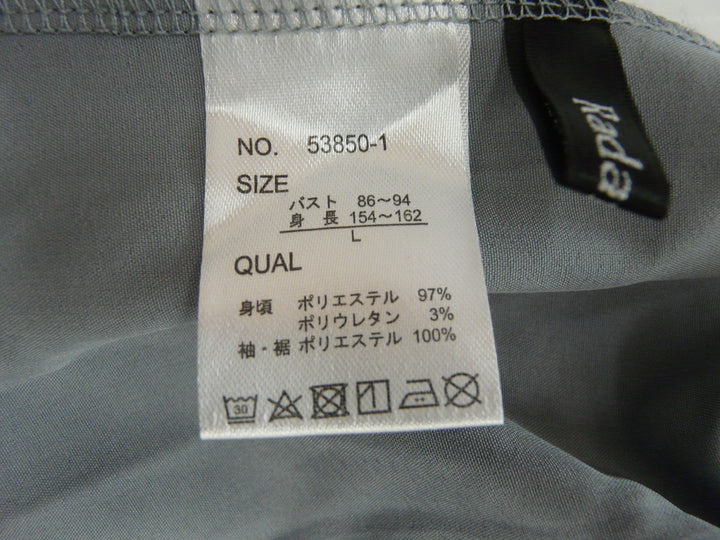 NO. 53850-1
SIZE
バスト 86～94
身 長 154～162
L
QUAL
身頃 ポリエステル 97%
ポリウレタン 3%
袖・裾 ポリエステル 100%
30
Rada